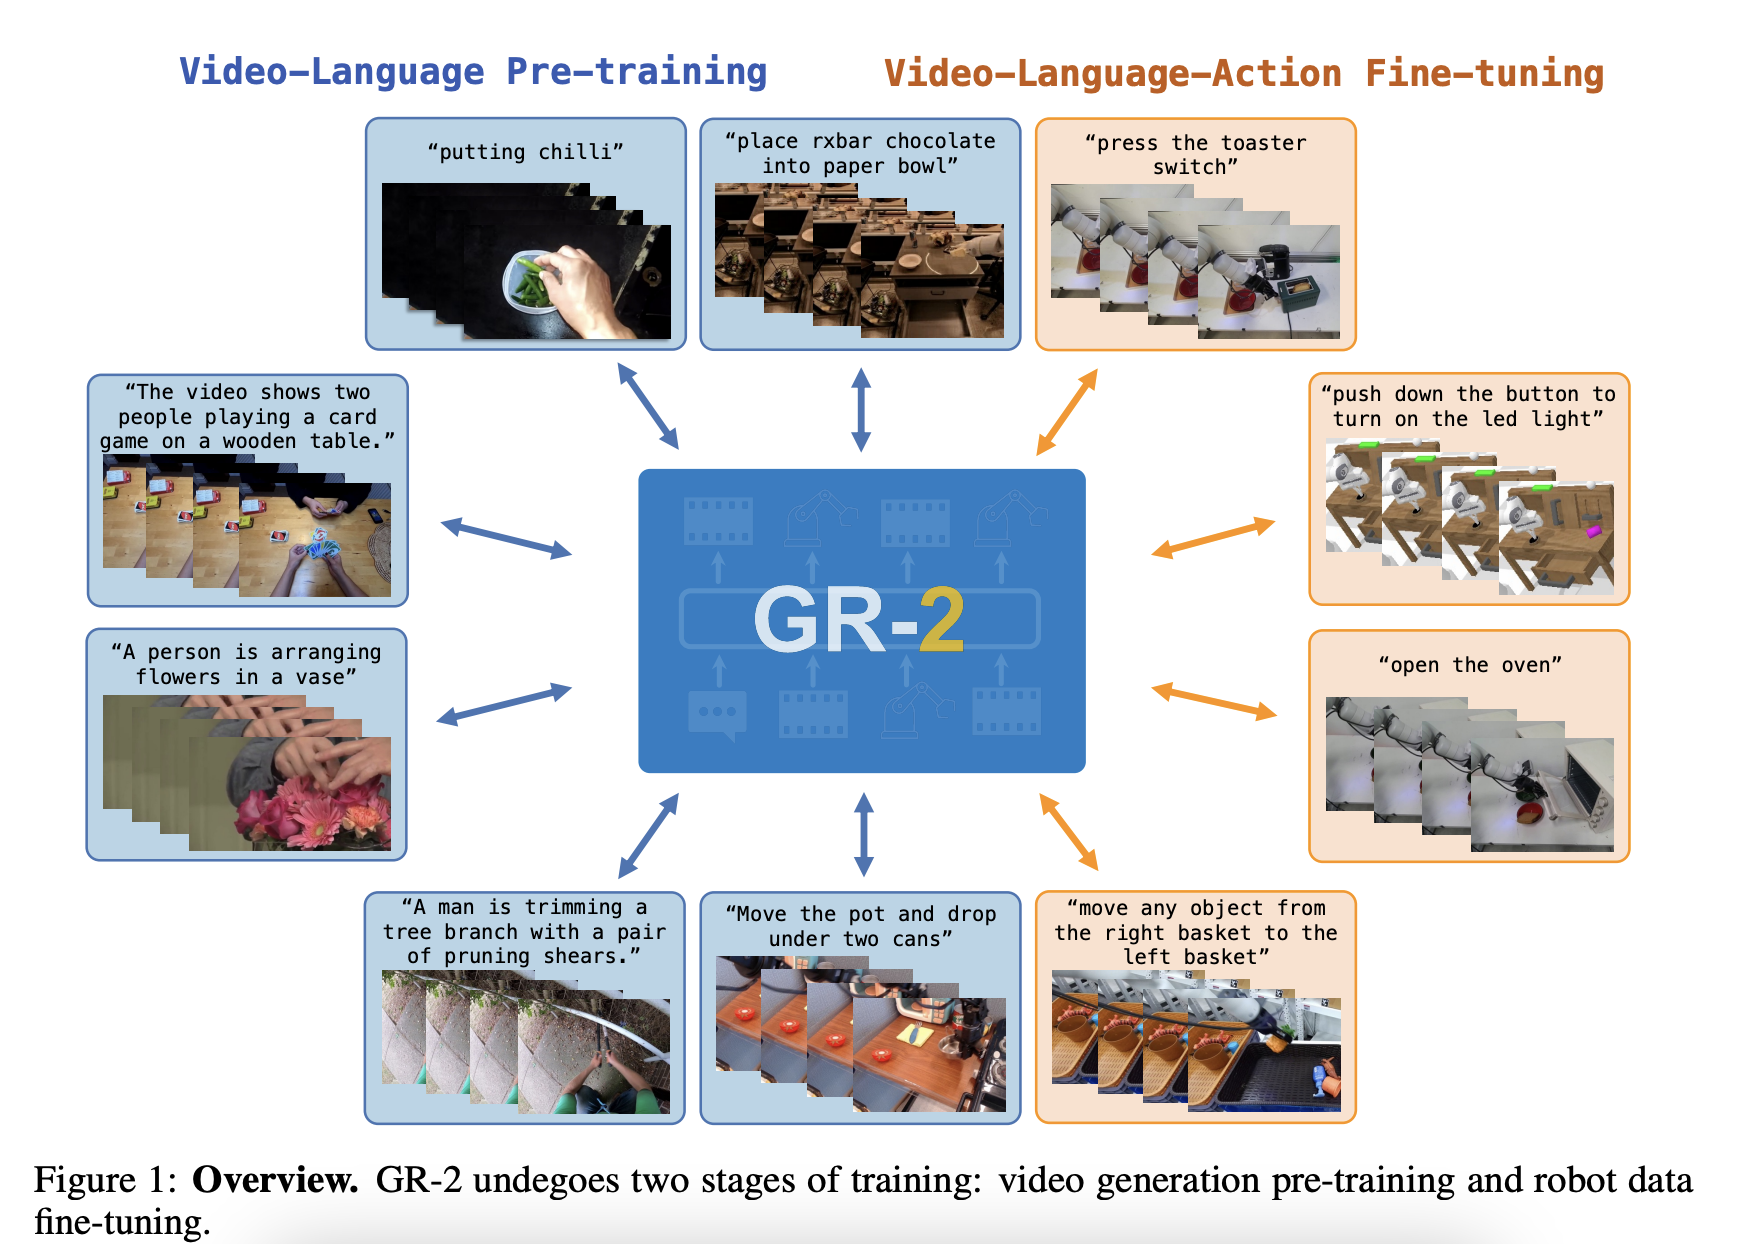 Video-Language Pre-training
Video-Language-Action Fine-tuning
“putting chilli”
“place rxbar chocolate
into paper bowl”
“press the toaster
switch”
“The video shows two
people playing a card
game on a wooden table.”
“push down the button to
turn on the led light”
GR-2
“A person is arranging
flowers in a vase”
“open the oven”
“A man is trimming a
tree branch with a pair
of pruning shears.”
“Move the pot and drop
under two cans”
“move any object from
the right basket to the
left basket”
Figure 1: Overview. GR-2 undegoes two stages of training: video generation pre-training and robot data
fine-tuning.